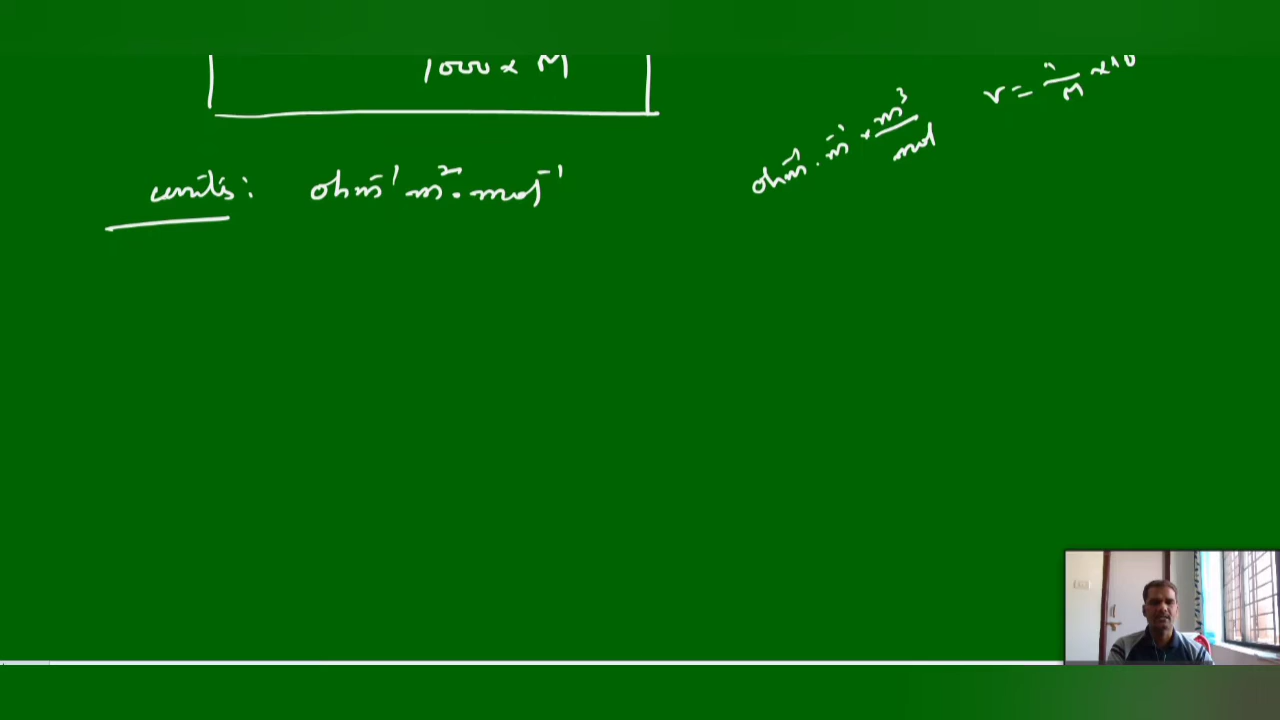 1000 × M
units: ohm⁻¹ m². mol⁻¹
ohm⁻¹. m⁻¹ × m³/mol
v = /M ×